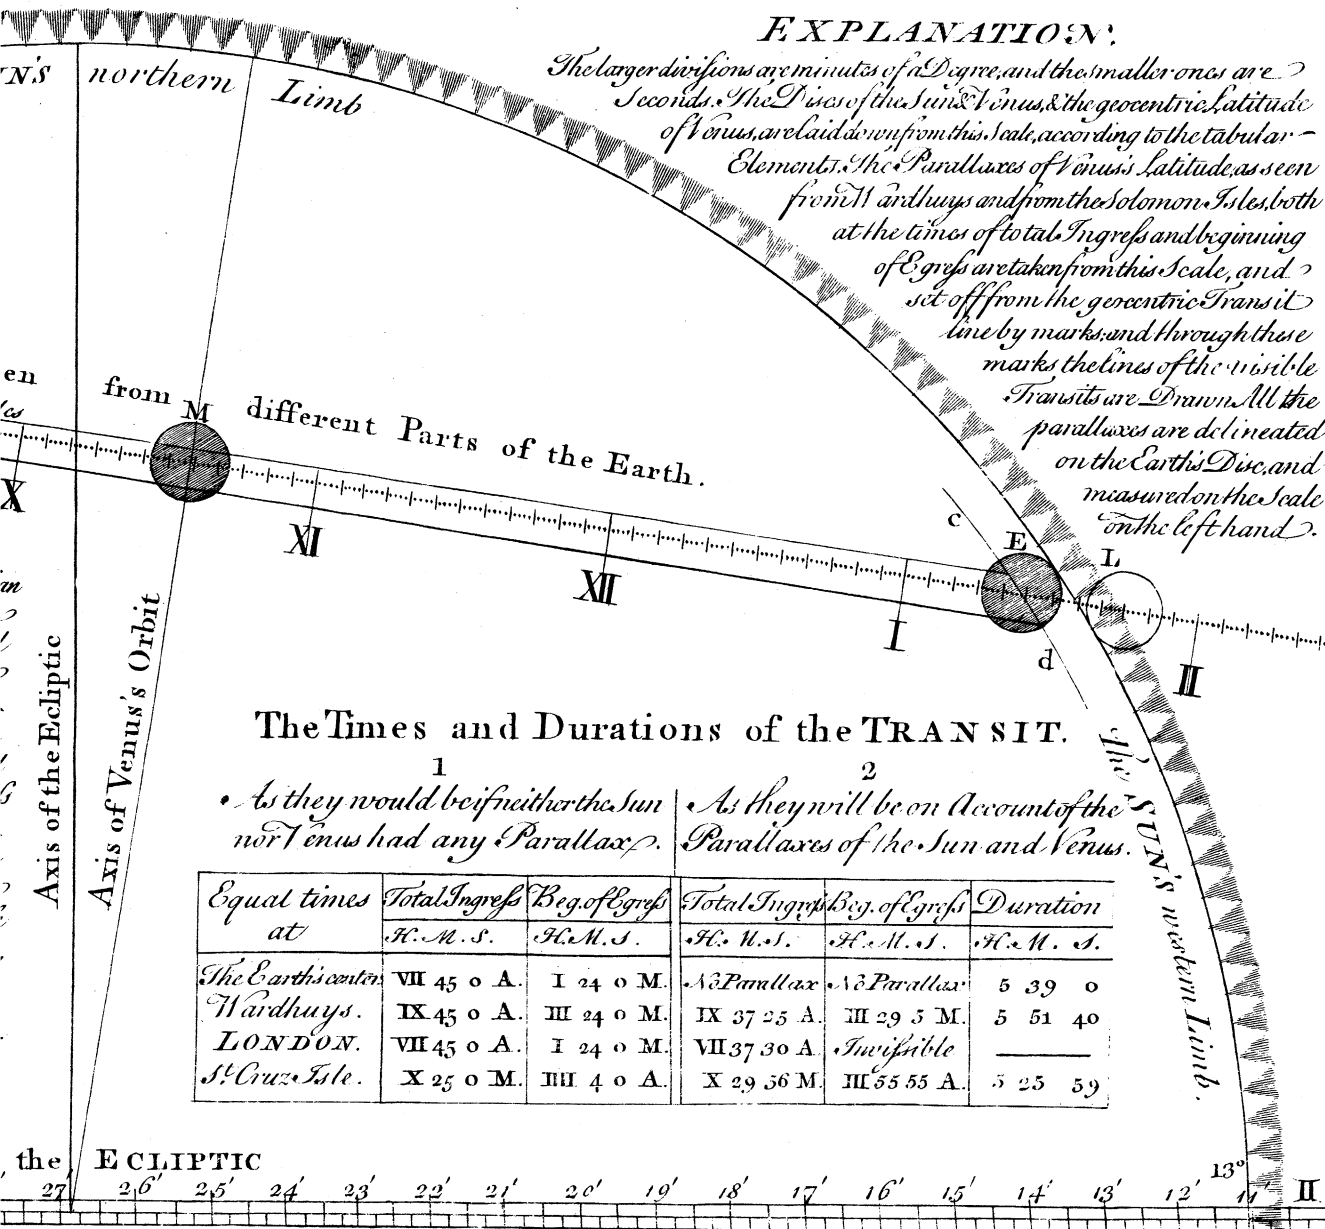 EXPLANATION.
The larger divisions are minutes of a Degree, and the smaller ones are
Seconds. The Discs of the Sun & Venus, & the geocentric Latitude
of Venus, are laid down from this Scale, according to the tabular
Elements. The Parallaxes of Venus's Latitude, as seen
from Wardhuys and from the Solomon Isles, both
at the times of total Ingreſs and beginning
of Egreſs are taken from this Scale, and
set off from the geocentric Transit
line by marks; and through these
marks the lines of the visible
Transits are Drawn. All the
parallaxes are delineated
on the Earth's Disc, and
measured on the Scale
on the left hand.
N'S northern Limb
en from M different Parts of the Earth.
les
X XI XII I II
c E L
d
an
Axis of the Ecliptic
Axis of Venus's Orbit
The SUN's western Limb.
The Times and Durations of the TRANSIT.
1 2
As they would be if neither the Sun
nor Venus had any Parallax.
As they will be on Account of the
Parallaxes of the Sun and Venus.
Equal times at Total Ingreſs Beg. of Egreſs Total Ingreſs Beg. of Egreſs Duration
H. M. S. H. M. S. H. M. S. H. M. S. H. M. S.
The Earth's center VII 45 0 A. I 24 0 M. No Parallax No Parallax 5 39 0
Wardhuys. IX 45 0 A. III 24 0 M. IX 37 25 A. III 29 5 M. 5 51 40
LONDON. VII 45 0 A. I 24 0 M. VII 37 30 A. Inviſsible
St. Cruz Isle. X 25 0 M. IIII 4 0 A. X 29 56 M. III 55 55 A. 5 25 59
the ECLIPTIC 13°
27' 26' 25' 24' 23' 22' 21' 20' 19' 18' 17' 16' 15' 14' 13' 12' 11' II